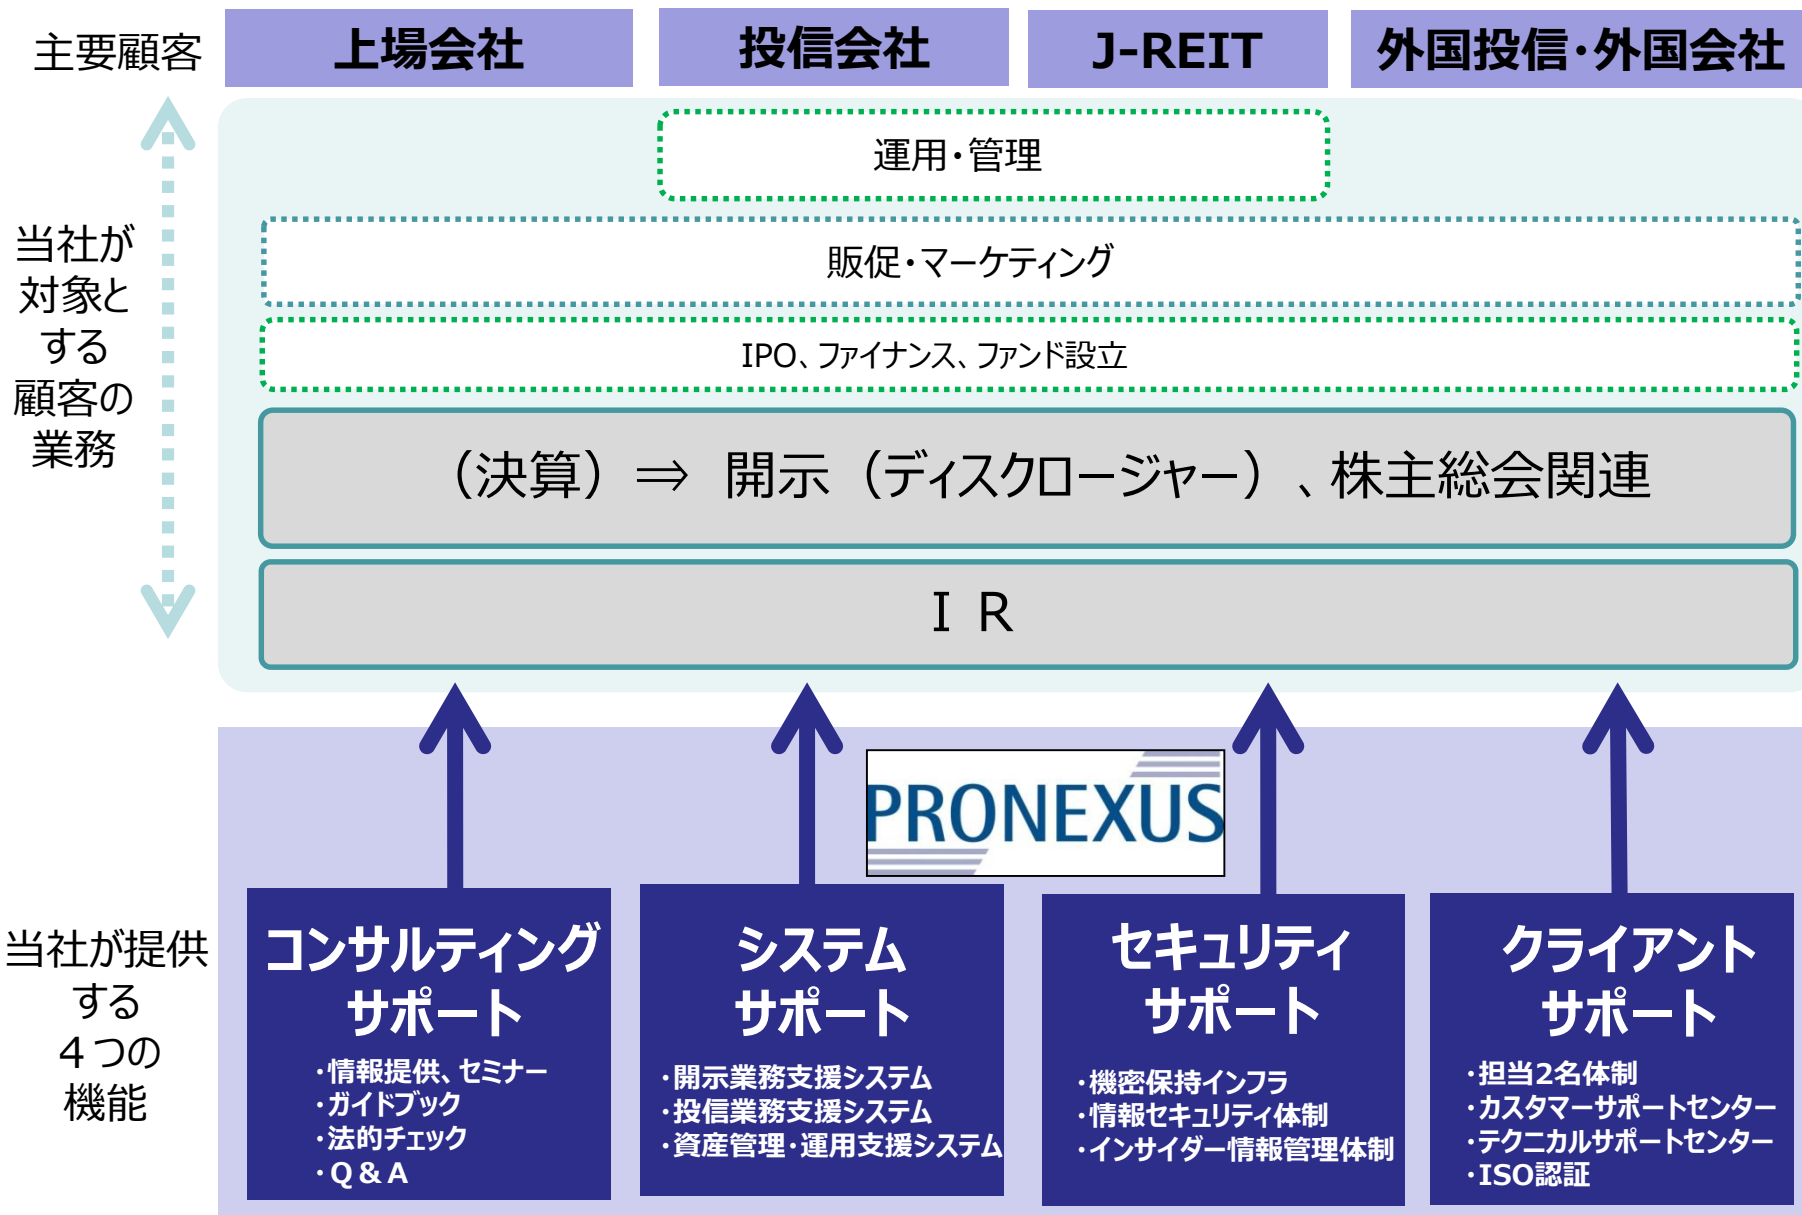 主要顧客
上場会社
投信会社
J-REIT
外国投信・外国会社
当社が
対象と
する
顧客の
業務
運用・管理
販促・マーケティング
IPO、ファイナンス、ファンド設立
（決算）⇒ 開示（ディスクロージャー）、株主総会関連
ＩＲ
PRONEXUS
当社が提供
する
４つの
機能
コンサルティング
サポート
・情報提供、セミナー
・ガイドブック
・法的チェック
・Ｑ＆Ａ
システム
サポート
・開示業務支援システム
・投信業務支援システム
・資産管理・運用支援システム
セキュリティ
サポート
・機密保持インフラ
・情報セキュリティ体制
・インサイダー情報管理体制
クライアント
サポート
・担当2名体制
・カスタマーサポートセンター
・テクニカルサポートセンター
・ISO認証